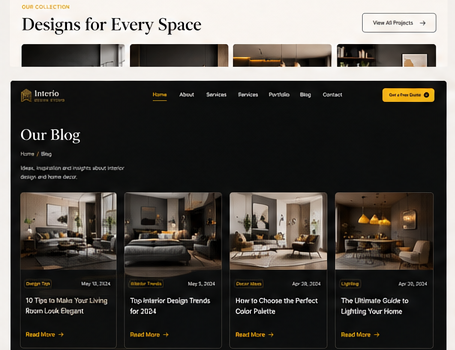 OUR COLLECTION
Designs for Every Space
View All Projects →
Interio
Home About Services Services Portfolio Blog Contact
Get a Free Quote
Our Blog
Home / Blog
Ideas, inspiration and insights about interior
design and home decor.
Design Tips May 10, 2024
Interior Trends May 5, 2024
Decor Ideas Apr 28, 2024
Lighting Apr 20, 2024
10 Tips to Make Your Living
Room Look Elegant
Top Interior Design Trends
for 2024
How to Choose the Perfect
Color Palette
The Ultimate Guide to
Lighting Your Home
Read More →
Read More →
Read More →
Read More →